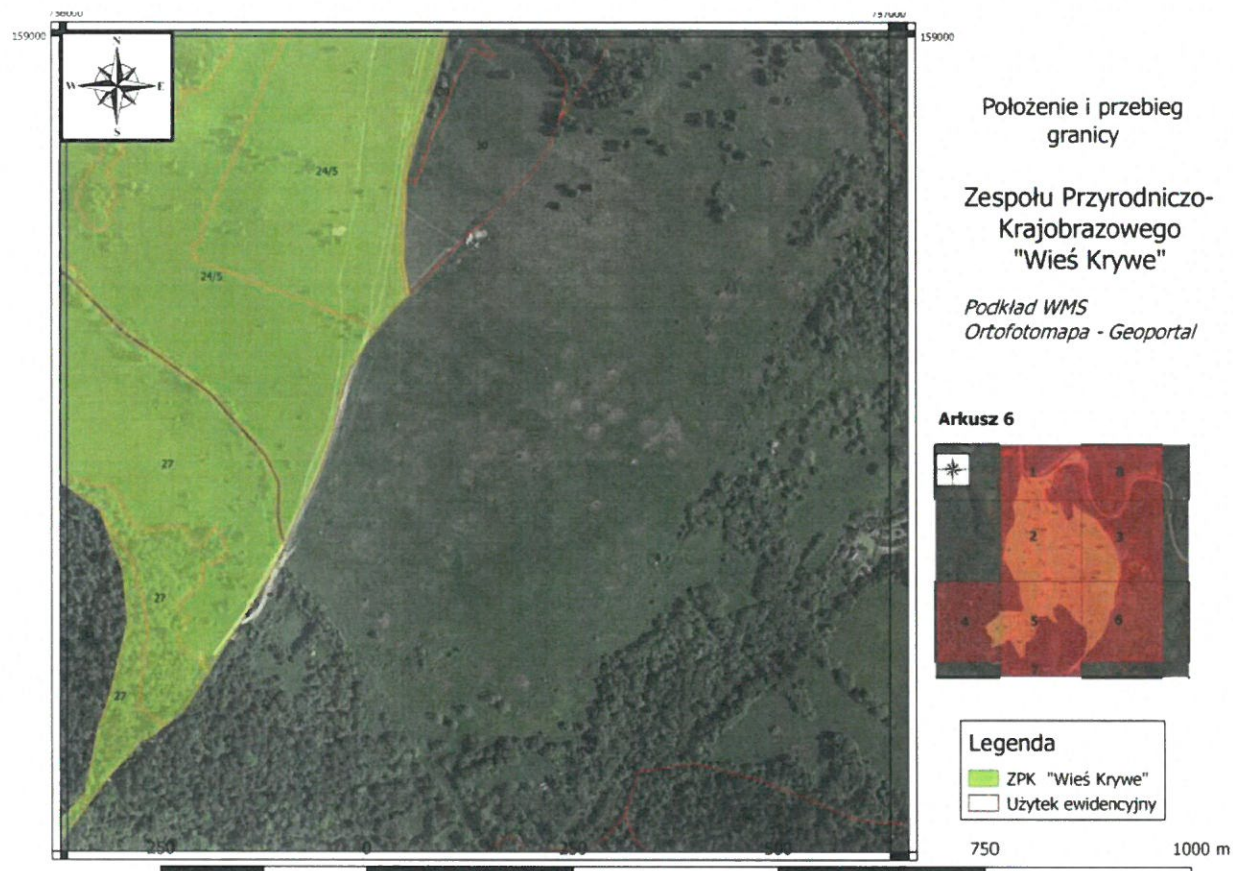 159000
159000
N
W
E
S
30
24/5
24/5
27
27
27
Położenie i przebieg
granicy
Zespołu Przyrodniczo-
Krajobrazowego
"Wieś Krywe"
Podkład WMS
Ortofotomapa - Geoportal
Arkusz 6
1
8
2
3
4
5
6
Legenda
ZPK "Wieś Krywe"
Użytek ewidencyjny
250
0
250
500
750
1000 m